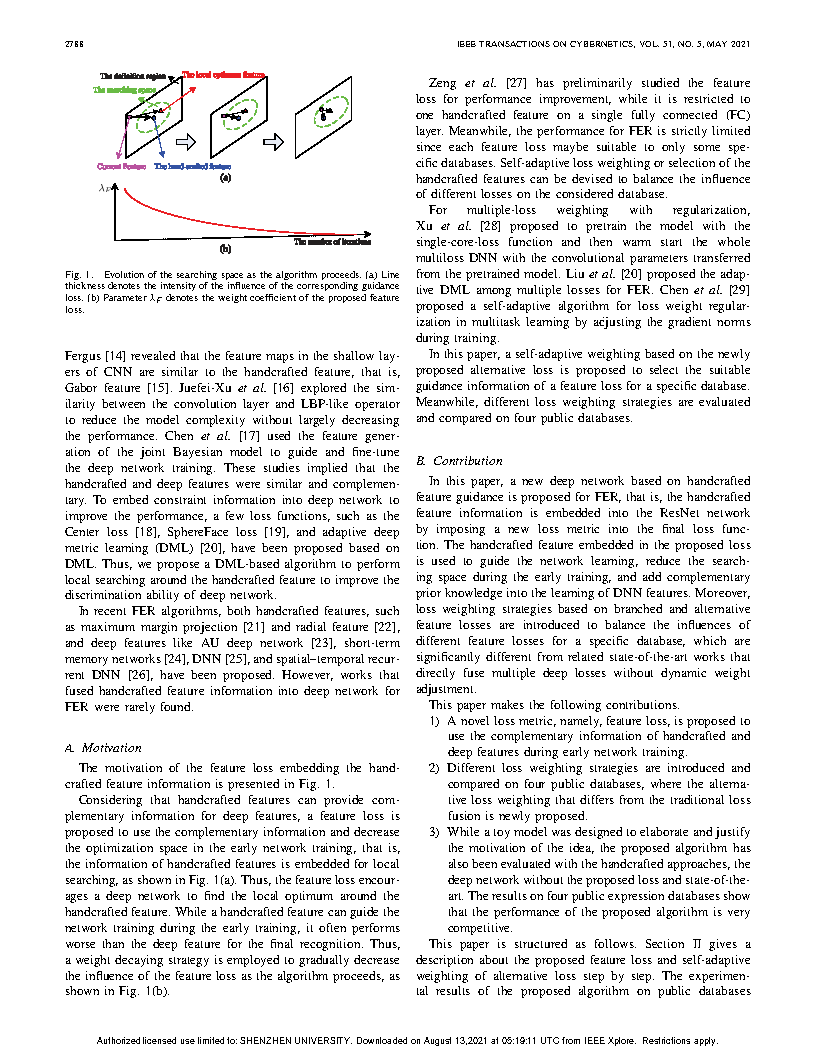 2788
IEEE TRANSACTIONS ON CYBERNETICS, VOL. 51, NO. 5, MAY 2021
The definition region
The local optimum feature
The searching space
Current Feature
The handcrafted feature
(a)
λF
The number of iterations
(b)
Fig. 1. Evolution of the searching space as the algorithm proceeds. (a) Line
thickness denotes the intensity of the influence of the corresponding guidance
loss. (b) Parameter λF denotes the weight coefficient of the proposed feature
loss.
Fergus [14] revealed that the feature maps in the shallow lay-
ers of CNN are similar to the handcrafted feature, that is,
Gabor feature [15]. Juefei-Xu et al. [16] explored the sim-
ilarity between the convolution layer and LBP-like operator
to reduce the model complexity without largely decreasing
the performance. Chen et al. [17] used the feature gener-
ation of the joint Bayesian model to guide and fine-tune
the deep network training. These studies implied that the
handcrafted and deep features were similar and complemen-
tary. To embed constraint information into deep network to
improve the performance, a few loss functions, such as the
Center loss [18], SphereFace loss [19], and adaptive deep
metric learning (DML) [20], have been proposed based on
DML. Thus, we propose a DML-based algorithm to perform
local searching around the handcrafted feature to improve the
discrimination ability of deep network.
In recent FER algorithms, both handcrafted features, such
as maximum margin projection [21] and radial feature [22],
and deep features like AU deep network [23], short-term
memory networks [24], DNN [25], and spatial–temporal recur-
rent DNN [26], have been proposed. However, works that
fused handcrafted feature information into deep network for
FER were rarely found.
A. Motivation
The motivation of the feature loss embedding the hand-
crafted feature information is presented in Fig. 1.
Considering that handcrafted features can provide com-
plementary information for deep features, a feature loss is
proposed to use the complementary information and decrease
the optimization space in the early network training, that is,
the information of handcrafted features is embedded for local
searching, as shown in Fig. 1(a). Thus, the feature loss encour-
ages a deep network to find the local optimum around the
handcrafted feature. While a handcrafted feature can guide the
network training during the early training, it often performs
worse than the deep feature for the final recognition. Thus,
a weight decaying strategy is employed to gradually decrease
the influence of the feature loss as the algorithm proceeds, as
shown in Fig. 1(b).
Zeng et al. [27] has preliminarily studied the feature
loss for performance improvement, while it is restricted to
one handcrafted feature on a single fully connected (FC)
layer. Meanwhile, the performance for FER is strictly limited
since each feature loss maybe suitable to only some spe-
cific databases. Self-adaptive loss weighting or selection of the
handcrafted features can be devised to balance the influence
of different losses on the considered database.
For multiple-loss weighting with regularization,
Xu et al. [28] proposed to pretrain the model with the
single-core-loss function and then warm start the whole
multiloss DNN with the convolutional parameters transferred
from the pretrained model. Liu et al. [20] proposed the adap-
tive DML among multiple losses for FER. Chen et al. [29]
proposed a self-adaptive algorithm for loss weight regular-
ization in multitask learning by adjusting the gradient norms
during training.
In this paper, a self-adaptive weighting based on the newly
proposed alternative loss is proposed to select the suitable
guidance information of a feature loss for a specific database.
Meanwhile, different loss weighting strategies are evaluated
and compared on four public databases.
B. Contribution
In this paper, a new deep network based on handcrafted
feature guidance is proposed for FER, that is, the handcrafted
feature information is embedded into the ResNet network
by imposing a new loss metric into the final loss func-
tion. The handcrafted feature embedded in the proposed loss
is used to guide the network learning, reduce the search-
ing space during the early training, and add complementary
prior knowledge into the learning of DNN features. Moreover,
loss weighting strategies based on branched and alternative
feature losses are introduced to balance the influences of
different feature losses for a specific database, which are
significantly different from related state-of-the-art works that
directly fuse multiple deep losses without dynamic weight
adjustment.
This paper makes the following contributions.
1) A novel loss metric, namely, feature loss, is proposed to
use the complementary information of handcrafted and
deep features during early network training.
2) Different loss weighting strategies are introduced and
compared on four public databases, where the alterna-
tive loss weighting that differs from the traditional loss
fusion is newly proposed.
3) While a toy model was designed to elaborate and justify
the motivation of the idea, the proposed algorithm has
also been evaluated with the handcrafted approaches, the
deep network without the proposed loss and state-of-the-
art. The results on four public expression databases show
that the performance of the proposed algorithm is very
competitive.
This paper is structured as follows. Section II gives a
description about the proposed feature loss and self-adaptive
weighting of alternative loss step by step. The experimen-
tal results of the proposed algorithm on public databases
Authorized licensed use limited to: SHENZHEN UNIVERSITY. Downloaded on August 13,2021 at 05:19:11 UTC from IEEE Xplore. Restrictions apply.